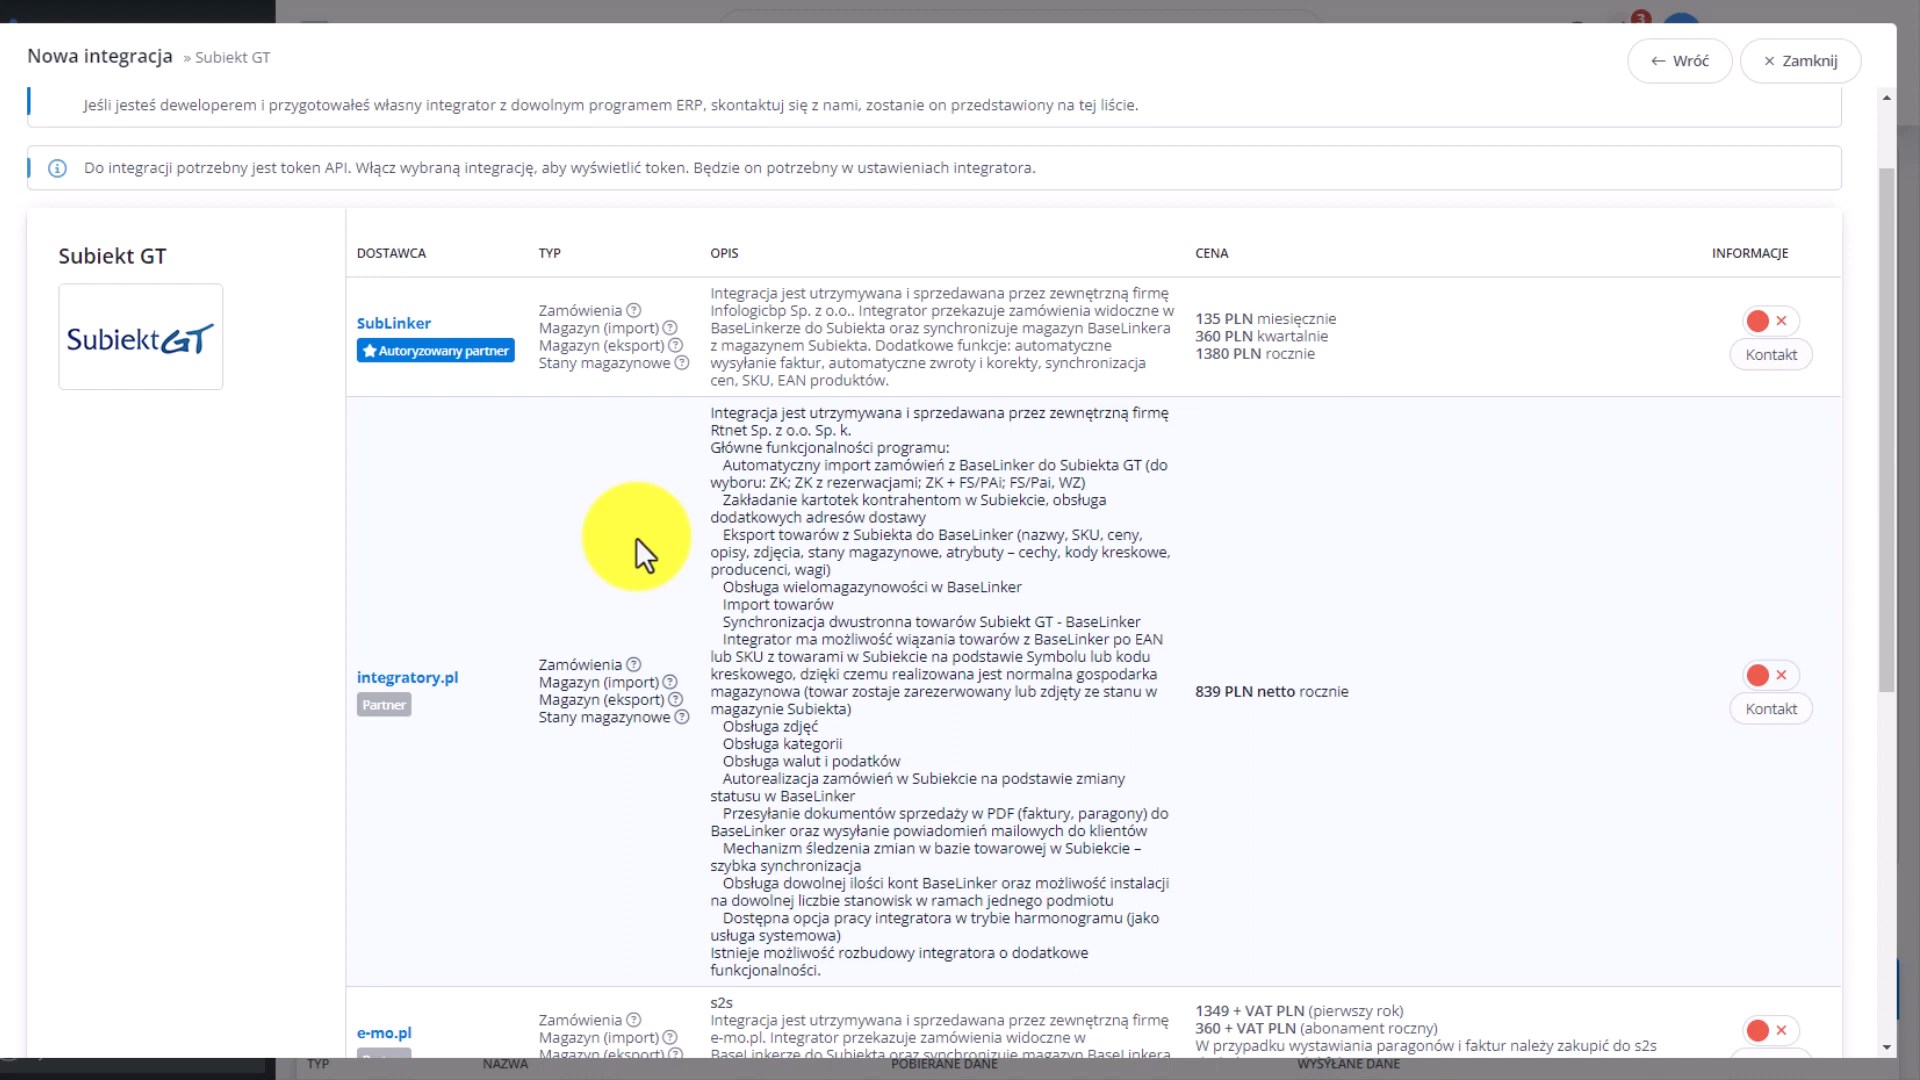 3
Nowa integracja » Subiekt GT
← Wróć
× Zamknij
Jeśli jesteś deweloperem i przygotowałeś własny integrator z dowolnym programem ERP, skontaktuj się z nami, zostanie on przedstawiony na tej liście.
Do integracji potrzebny jest token API. Włącz wybraną integrację, aby wyświetlić token. Będzie on potrzebny w ustawieniach integratora.
Subiekt GT
Subiekt GT
DOSTAWCA TYP OPIS CENA INFORMACJE
SubLinker
Autoryzowany partner
Zamówienia
Magazyn (import)
Magazyn (eksport)
Stany magazynowe
Integracja jest utrzymywana i sprzedawana przez zewnętrzną firmę
Infologicbp Sp. z o.o.. Integrator przekazuje zamówienia widoczne w
BaseLinkerze do Subiekta oraz synchronizuje magazyn BaseLinkera
z magazynem Subiekta. Dodatkowe funkcje: automatyczne
wysyłanie faktur, automatyczne zwroty i korekty, synchronizacja
cen, SKU, EAN produktów.
135 PLN miesięcznie
360 PLN kwartalnie
1380 PLN rocznie
Kontakt
integratory.pl
Partner
Zamówienia
Magazyn (import)
Magazyn (eksport)
Stany magazynowe
Integracja jest utrzymywana i sprzedawana przez zewnętrzną firmę
Rtnet Sp. z o.o. Sp. k.
Główne funkcjonalności programu:
Automatyczny import zamówień z BaseLinker do Subiekta GT (do
wyboru: ZK; ZK z rezerwacjami; ZK + FS/PAi; FS/Pai, WZ)
Zakładanie kartotek kontrahentom w Subiekcie, obsługa
dodatkowych adresów dostawy
Eksport towarów z Subiekta do BaseLinker (nazwy, SKU, ceny,
opisy, zdjęcia, stany magazynowe, atrybuty – cechy, kody kreskowe,
producenci, wagi)
Obsługa wielomagazynowości w BaseLinker
Import towarów
Synchronizacja dwustronna towarów Subiekt GT - BaseLinker
Integrator ma możliwość wiązania towarów z BaseLinker po EAN
lub SKU z towarami w Subiekcie na podstawie Symbolu lub kodu
kreskowego, dzięki czemu realizowana jest normalna gospodarka
magazynowa (towar zostaje zarezerwowany lub zdjęty ze stanu w
magazynie Subiekta)
Obsługa zdjęć
Obsługa kategorii
Obsługa walut i podatków
Autorealizacja zamówień w Subiekcie na podstawie zmiany
statusu w BaseLinker
Przesyłanie dokumentów sprzedaży w PDF (faktury, paragony) do
BaseLinker oraz wysyłanie powiadomień mailowych do klientów
Mechanizm śledzenia zmian w bazie towarowej w Subiekcie –
szybka synchronizacja
Obsługa dowolnej ilości kont BaseLinker oraz możliwość instalacji
na dowolnej liczbie stanowisk w ramach jednego podmiotu
Dostępna opcja pracy integratora w trybie harmonogramu (jako
usługa systemowa)
Istnieje możliwość rozbudowy integratora o dodatkowe
funkcjonalności.
839 PLN netto rocznie
Kontakt
e-mo.pl
Zamówienia
Magazyn (import)
Magazyn (eksport)
s2s
Integracja jest utrzymywana i sprzedawana przez zewnętrzną firmę
e-mo.pl. Integrator przekazuje zamówienia widoczne w
BaseLinkerze do Subiekta oraz synchronizuje magazyn BaseLinkera
1349 + VAT PLN (pierwszy rok)
360 + VAT PLN (abonament roczny)
W przypadku wystawiania paragonów i faktur należy zakupić do s2s
TYP NAZWA POBIERANE DANE WYSYŁANE DANE